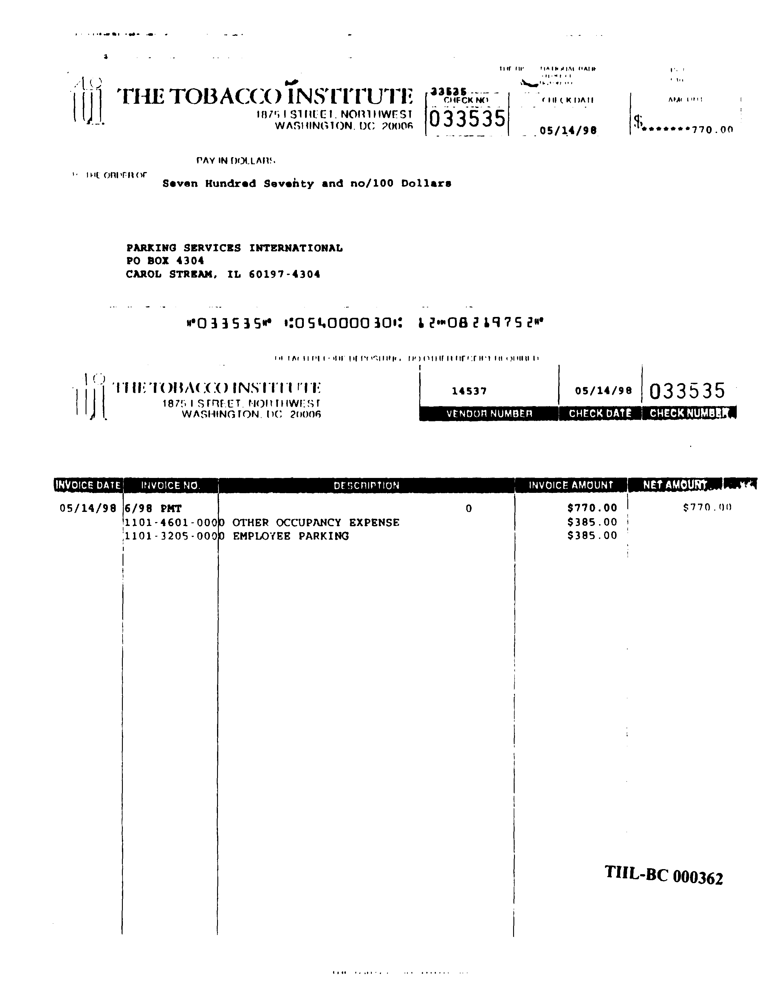 THE TOBACCO INSTITUTE
1875 I STREET, NORTHWEST
WASHINGTON, DC 20006
33535
CHECK NO.
033535
CHECK DATE
05/14/98
AMOUNT
$*******770.00
PAY IN DOLLARS
THE ORDER OF
Seven Hundred Seventy and no/100 Dollars
PARKING SERVICES INTERNATIONAL
PO BOX 4304
CAROL STREAM, IL 60197-4304
⑈033535⑈ ⑆054000030⑆ 12⑉08219752⑈
DETACH BEFORE DEPOSITING. NO OTHER RECEIPT REQUIRED
THE TOBACCO INSTITUTE
1875 I STREET, NORTHWEST
WASHINGTON, DC 20006
14537 05/14/98 033535
VENDOR NUMBER CHECK DATE CHECK NUMBER
INVOICE DATE INVOICE NO. DESCRIPTION INVOICE AMOUNT NET AMOUNT
05/14/98 6/98 PMT 0 $770.00 $770.00
1101-4601-0000 OTHER OCCUPANCY EXPENSE $385.00
1101-3205-0000 EMPLOYEE PARKING $385.00
TIIL-BC 000362